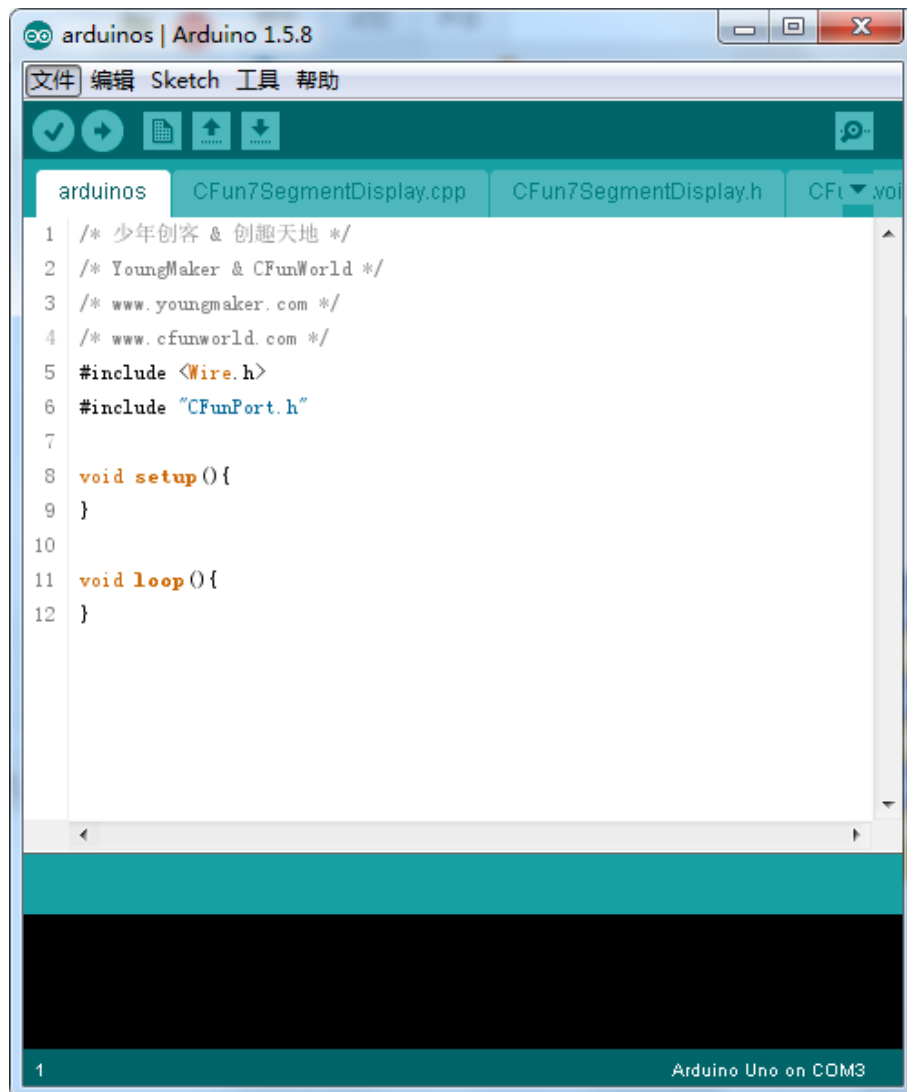 arduinos | Arduino 1.5.8
文件 编辑 Sketch 工具 帮助
arduinos CFun7SegmentDisplay.cpp CFun7SegmentDisplay.h
1 /* 少年创客 & 创趣天地 */
2 /* YoungMaker & CFunWorld */
3 /* www.youngmaker.com */
4 /* www.cfunworld.com */
5 #include <Wire.h>
6 #include "CFunPort.h"
7
8 void setup(){
9 }
10
11 void loop(){
12 }
1 Arduino Uno on COM3